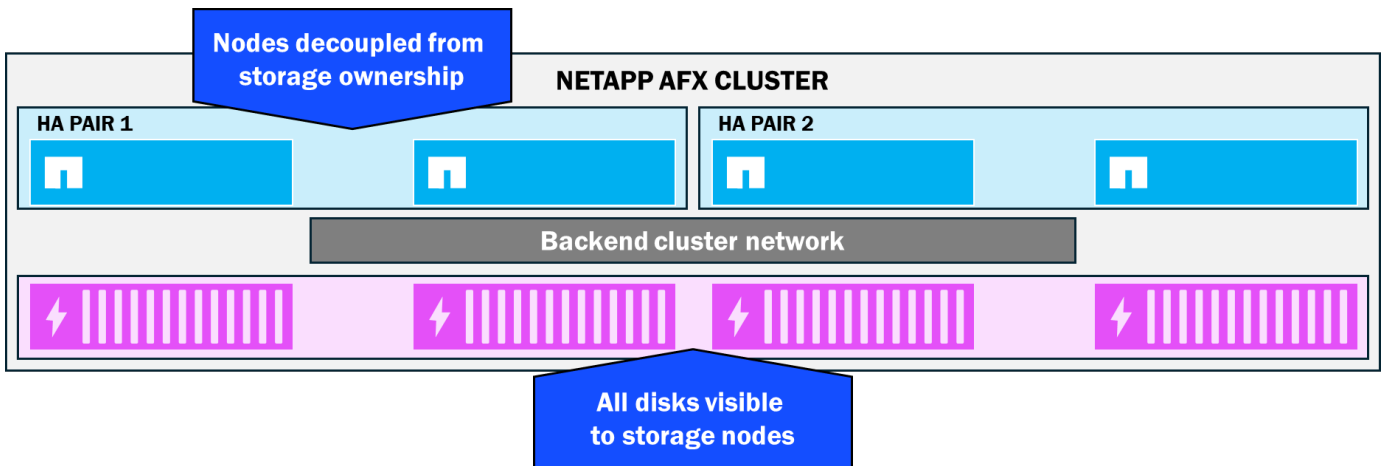 Nodes decoupled from
storage ownership
NETAPP AFX CLUSTER
HA PAIR 1
HA PAIR 2
Backend cluster network
All disks visible
to storage nodes